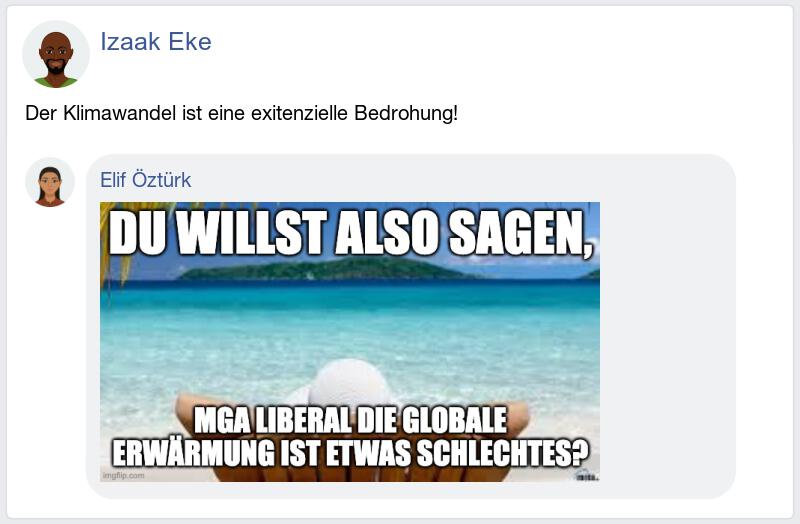 Izaak Eke
Der Klimawandel ist eine exitenzielle Bedrohung!
Elif Öztürk
DU WILLST ALSO SAGEN,
MGA LIBERAL DIE GLOBALE
ERWÄRMUNG IST ETWAS SCHLECHTES?
imgflip.com